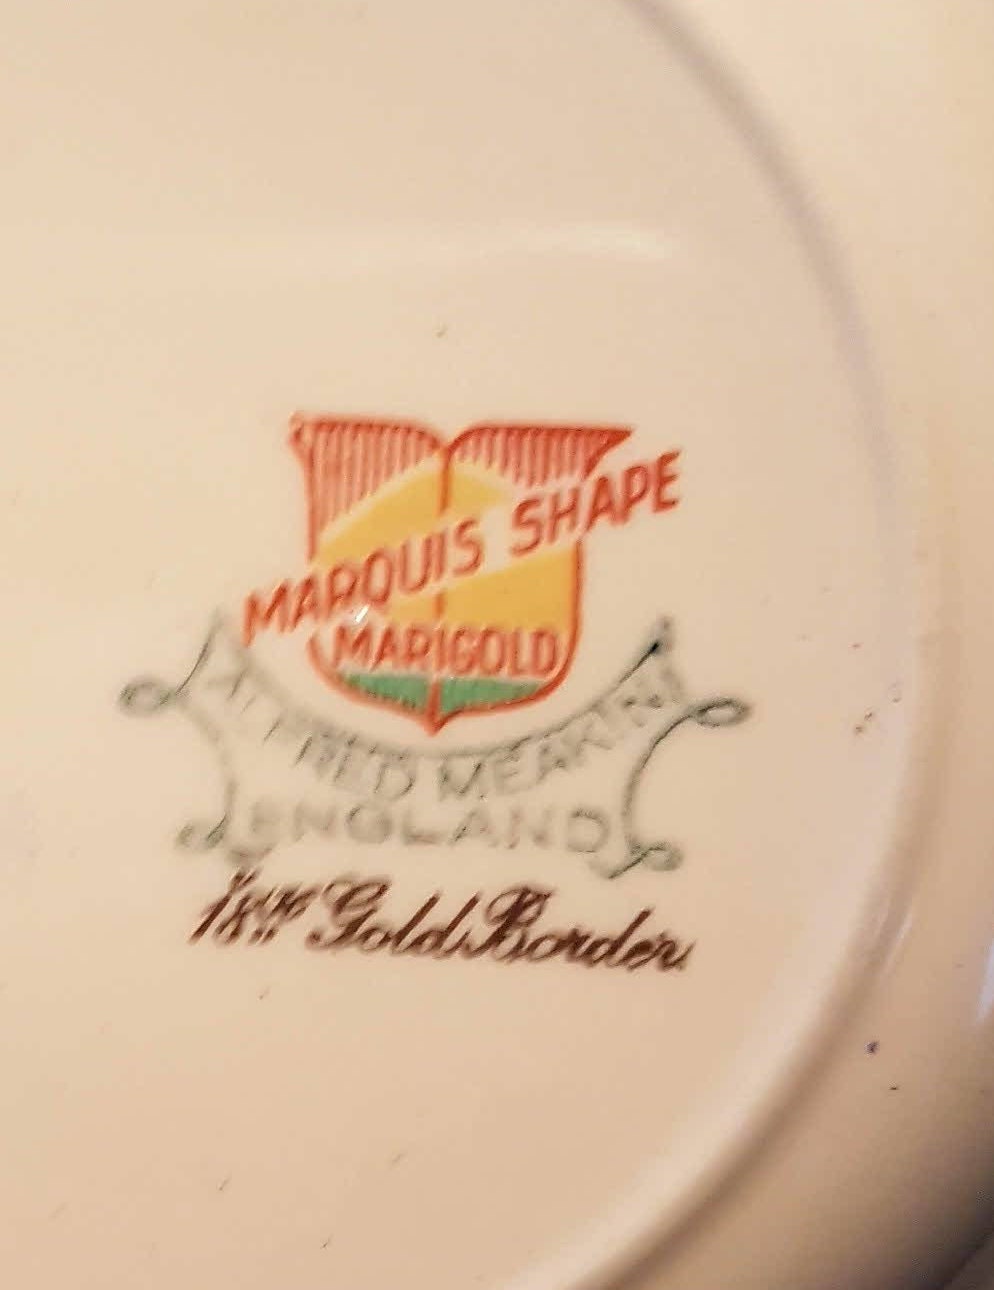 MARQUIS SHAPE
MARIGOLD
ALFRED MEAKIN
ENGLAND
18K Gold Border